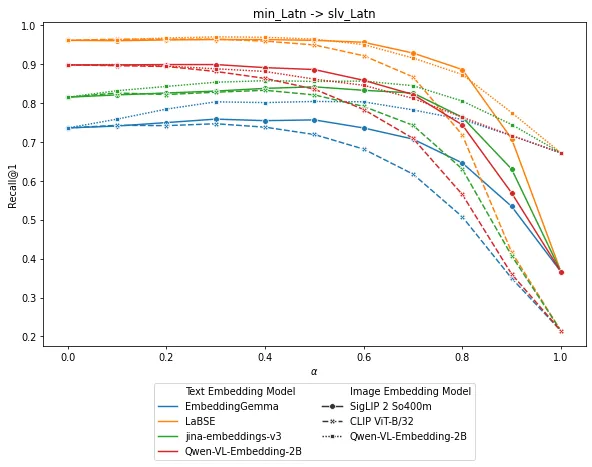 min_Latn -> slv_Latn
1.0
0.9
0.8
0.7
0.6
0.5
0.4
0.3
0.2
Recall@1
0.0 0.2 0.4 0.6 0.8 1.0
α
Text Embedding Model Image Embedding Model
EmbeddingGemma SigLIP 2 So400m
LaBSE CLIP ViT-B/32
jina-embeddings-v3 Qwen-VL-Embedding-2B
Qwen-VL-Embedding-2B